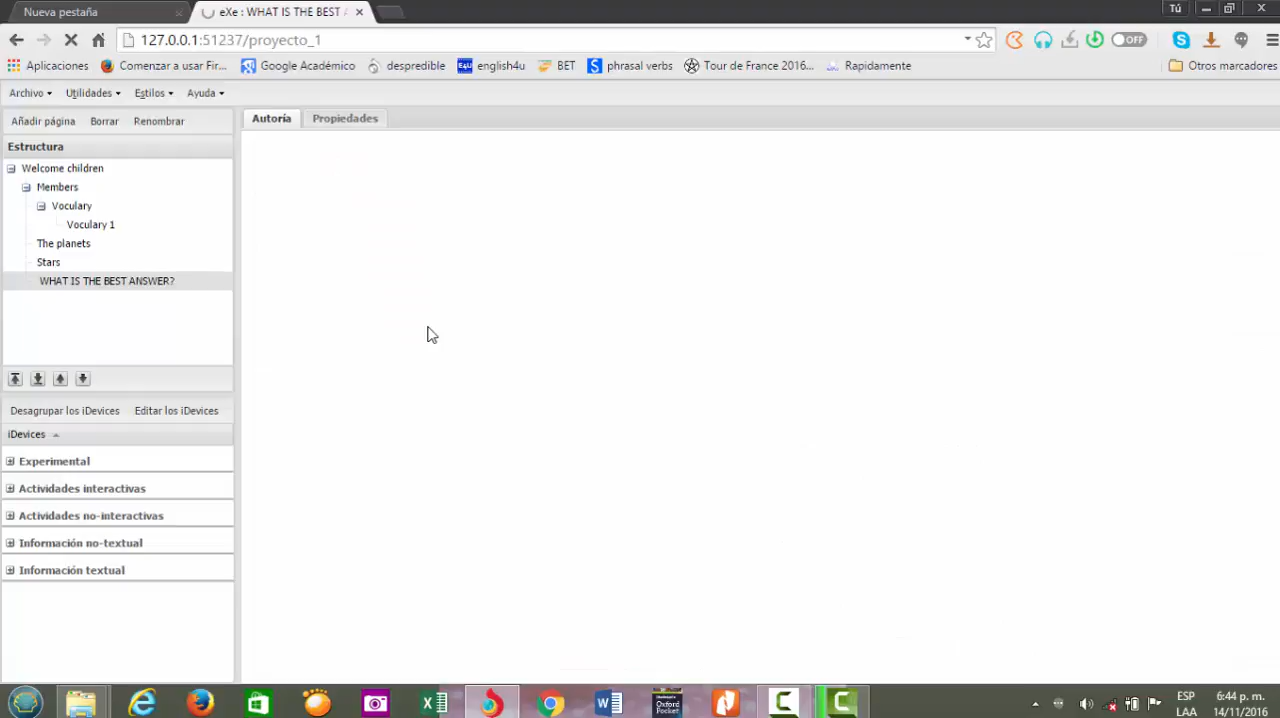 Nueva pestaña
eXe : WHAT IS THE BEST A
Tú
127.0.0.1:51237/proyecto_1
OFF
Aplicaciones Comenzar a usar Fir... Google Académico despredible E4U english4u BET S phrasal verbs Tour de France 2016... Rapidamente Otros marcadores
Archivo Utilidades Estilos Ayuda
Añadir página Borrar Renombrar
Autoría Propiedades
Estructura
Welcome children
Members
Voculary
Voculary 1
The planets
Stars
WHAT IS THE BEST ANSWER?
Desagrupar los iDevices Editar los iDevices
iDevices
Experimental
Actividades interactivas
Actividades no-interactivas
Información no-textual
Información textual
Oxford
Pocket
ESP
LAA
6:44 p. m.
14/11/2016